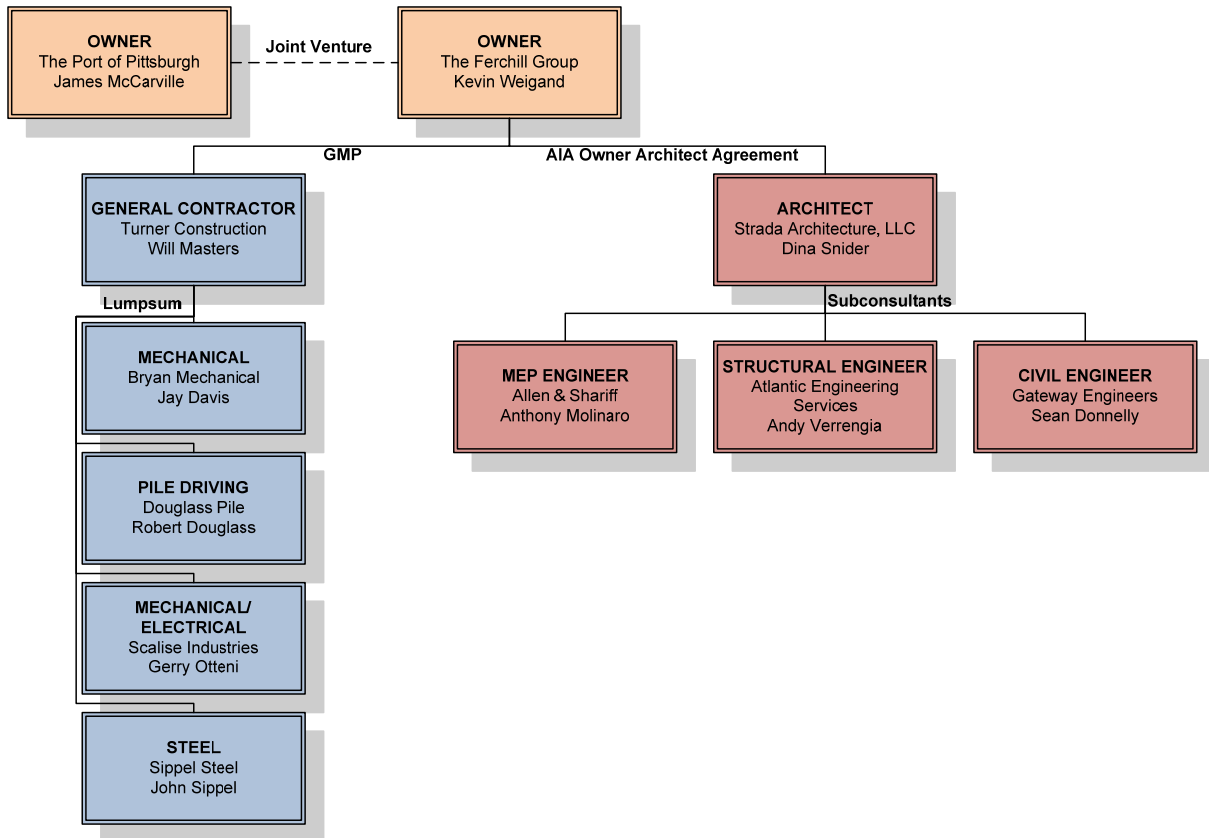 OWNER
The Port of Pittsburgh
James McCarville
Joint Venture
OWNER
The Ferchill Group
Kevin Weigand
GMP
AIA Owner Architect Agreement
GENERAL CONTRACTOR
Turner Construction
Will Masters
ARCHITECT
Strada Architecture, LLC
Dina Snider
Lumpsum
Subconsultants
MECHANICAL
Bryan Mechanical
Jay Davis
MEP ENGINEER
Allen & Shariff
Anthony Molinaro
STRUCTURAL ENGINEER
Atlantic Engineering
Services
Andy Verrengia
CIVIL ENGINEER
Gateway Engineers
Sean Donnelly
PILE DRIVING
Douglass Pile
Robert Douglass
MECHANICAL/
ELECTRICAL
Scalise Industries
Gerry Otteni
STEEL
Sippel Steel
John Sippel